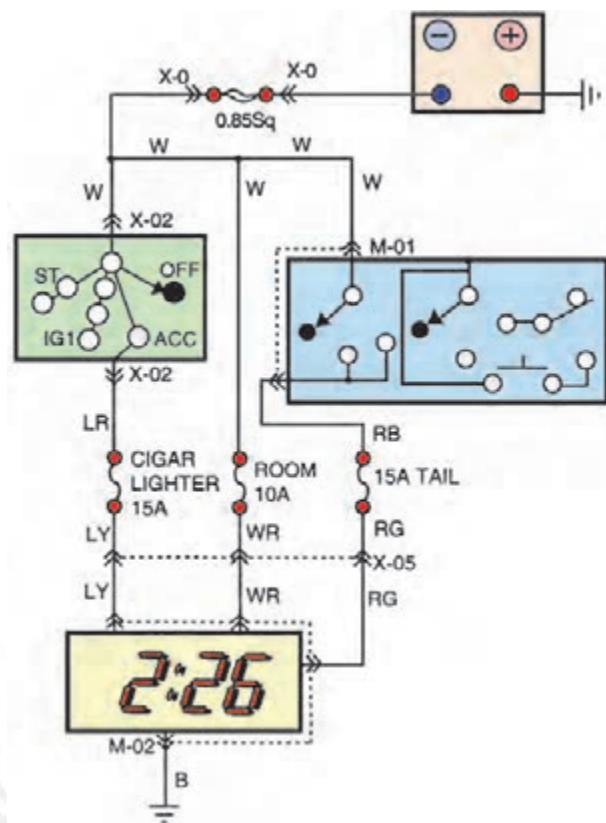 − +
X-0 X-0
0.85Sq
W W
W W
X-02 M-01
ST OFF
IG1 ACC
X-02
LR RB
CIGAR LIGHTER 15A
ROOM 10A
15A TAIL
LY WR RG
X-05
LY WR RG
2:26
M-02
B